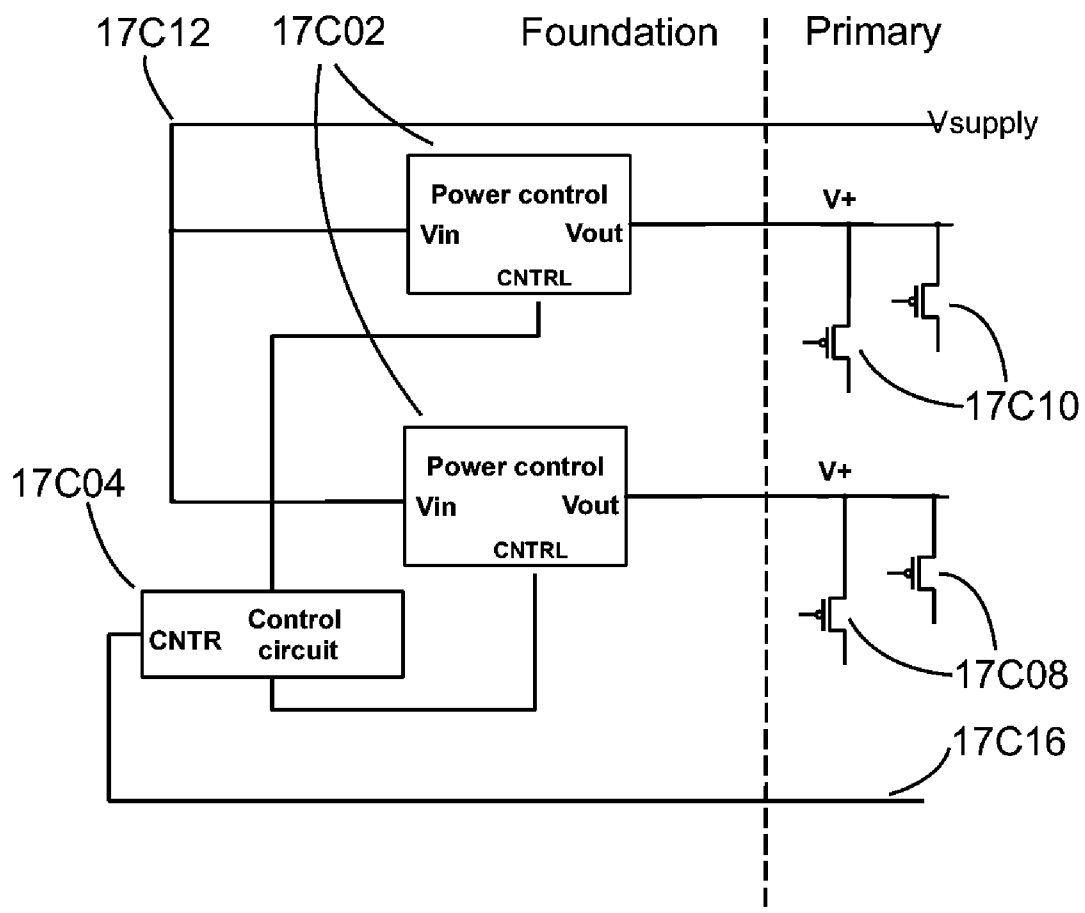 17C12 17C02 Foundation Primary
Vsupply
Power control
Vin Vout
CNTRL
V+
17C10
Power control
Vin Vout
CNTRL
V+
17C04
Control
circuit
CNTR
17C08
17C16